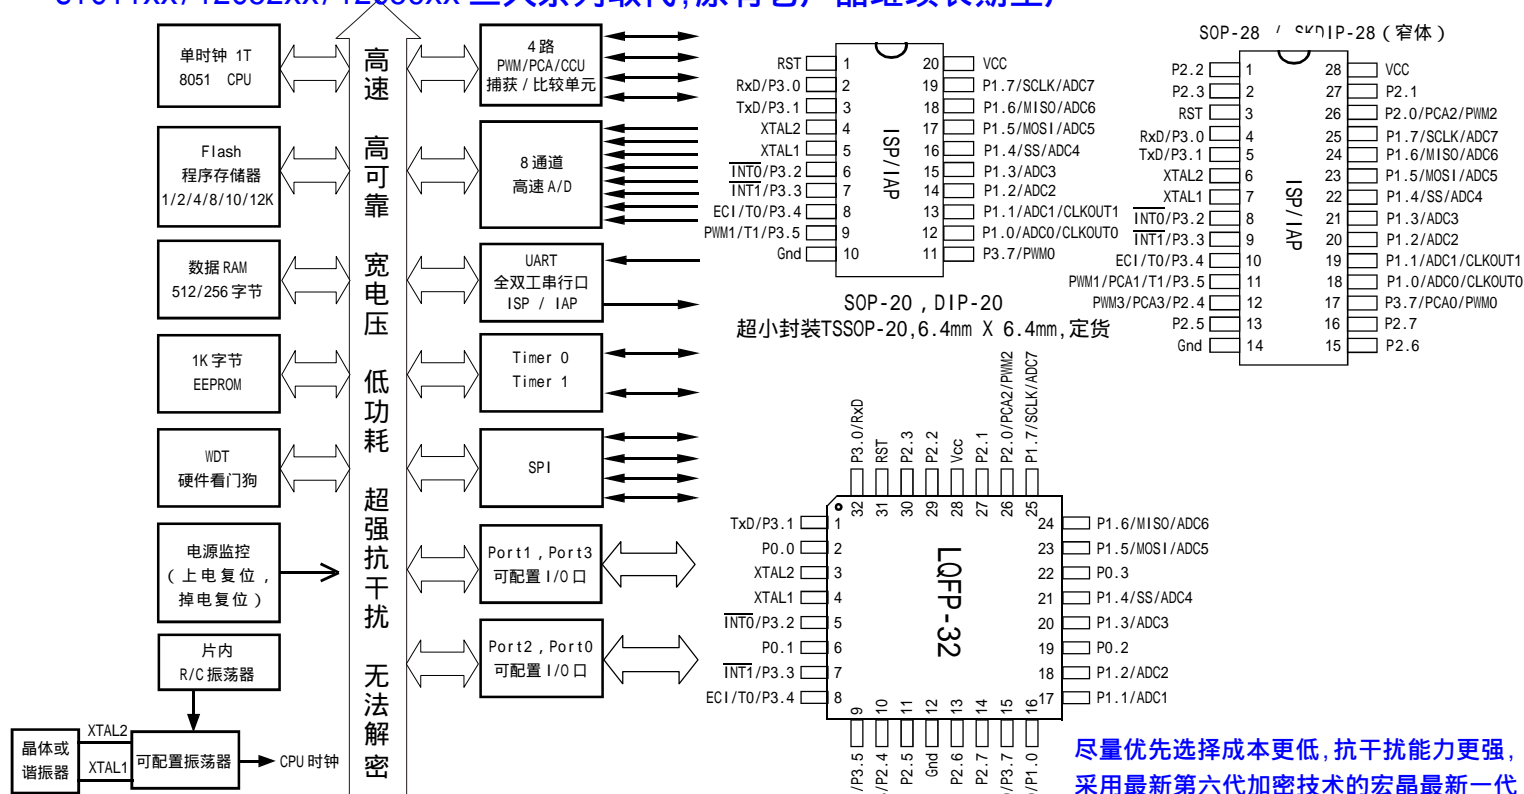 单时钟 1T
8051 CPU
Flash
程序存储器
1/2/4/8/10/12K
数据 RAM
512/256 字节
1K 字节
EEPROM
WDT
硬件看门狗
电源监控
(上电复位,
掉电复位)
片内
R/C 振荡器
晶体或
谐振器
XTAL2
XTAL1
可配置振荡器
CPU 时钟
高速 高可靠 宽电压 低功耗 超强抗干扰 无法解密
4 路
PWM/PCA/CCU
捕获/比较单元
8 通道
高速 A/D
UART
全双工串行口
ISP / IAP
Timer 0
Timer 1
SPI
Port1,Port3
可配置 I/O 口
Port2,Port0
可配置 I/O 口
RST 1 20 VCC
RxD/P3.0 2 19 P1.7/SCLK/ADC7
TxD/P3.1 3 18 P1.6/MISO/ADC6
XTAL2 4 17 P1.5/MOSI/ADC5
XTAL1 5 16 P1.4/SS/ADC4
INT0/P3.2 6 15 P1.3/ADC3
INT1/P3.3 7 14 P1.2/ADC2
ECI/T0/P3.4 8 13 P1.1/ADC1/CLKOUT1
PWM1/T1/P3.5 9 12 P1.0/ADC0/CLKOUT0
Gnd 10 11 P3.7/PWM0
ISP/IAP
SOP-20,DIP-20
超小封装TSSOP-20,6.4mm X 6.4mm,定货
SOP-28 / SKDIP-28(窄体)
P2.2 1 28 VCC
P2.3 2 27 P2.1
RST 3 26 P2.0/PCA2/PWM2
RxD/P3.0 4 25 P1.7/SCLK/ADC7
TxD/P3.1 5 24 P1.6/MISO/ADC6
XTAL2 6 23 P1.5/MOSI/ADC5
XTAL1 7 22 P1.4/SS/ADC4
INT0/P3.2 8 21 P1.3/ADC3
INT1/P3.3 9 20 P1.2/ADC2
ECI/T0/P3.4 10 19 P1.1/ADC1/CLKOUT1
PWM1/PCA1/T1/P3.5 11 18 P1.0/ADC0/CLKOUT0
PWM3/PCA3/P2.4 12 17 P3.7/PCA0/PWM0
P2.5 13 16 P2.7
Gnd 14 15 P2.6
ISP/IAP
P3.0/RxD
RST
P2.3
P2.2
Vcc
P2.1
P2.0/PCA2/PWM2
P1.7/SCLK/ADC7
32 31 30 29 28 27 26 25
TxD/P3.1 1 24 P1.6/MISO/ADC6
P0.0 2 23 P1.5/MOSI/ADC5
XTAL2 3 22 P0.3
XTAL1 4 21 P1.4/SS/ADC4
INT0/P3.2 5 20 P1.3/ADC3
P0.1 6 19 P0.2
INT1/P3.3 7 18 P1.2/ADC2
ECI/T0/P3.4 8 17 P1.1/ADC1
LQFP-32
9 10 11 12 13 14 15 16
/P3.5
/P2.4
P2.5
Gnd
P2.6
P2.7
/P3.7
/P1.0
尽量优先选择成本更低,抗干扰能力更强,
采用最新第六代加密技术的宏晶最新一代